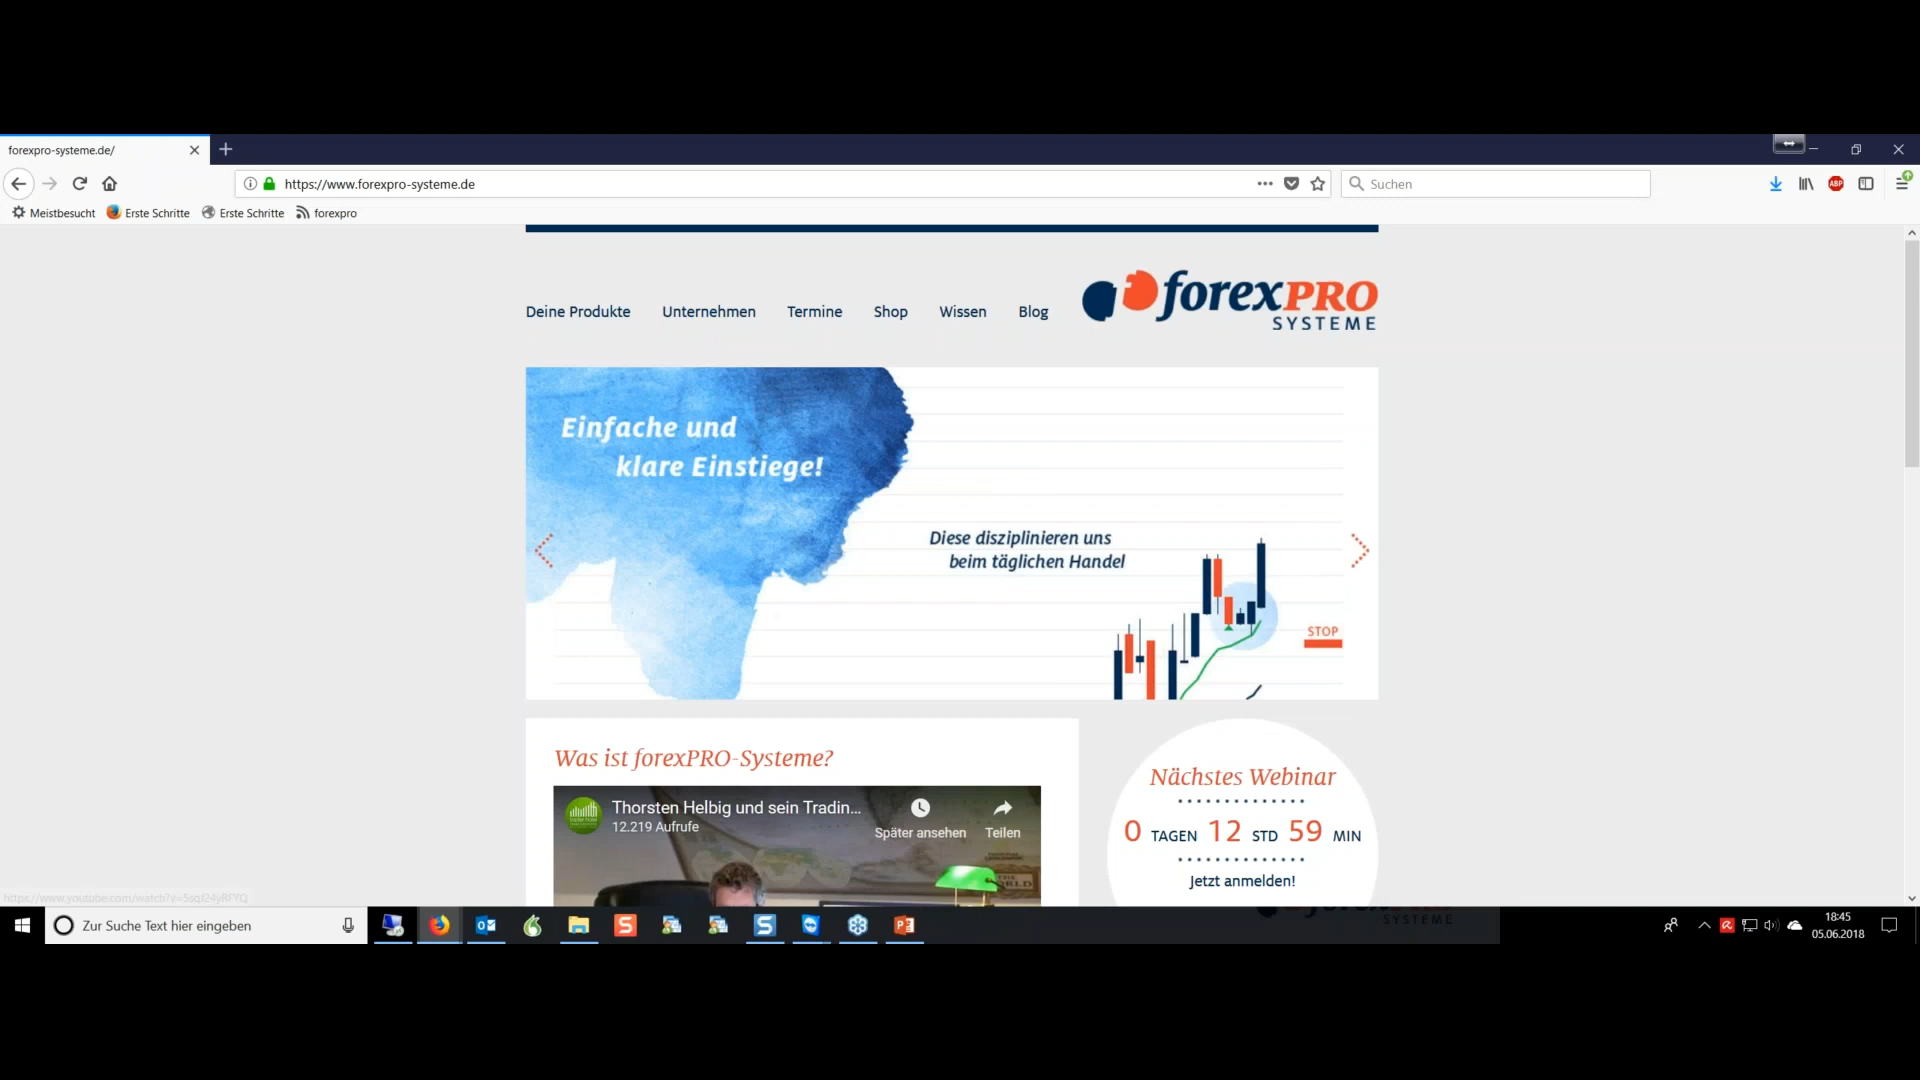 forexpro-systeme.de/
https://www.forexpro-systeme.de
Suchen
Meistbesucht Erste Schritte Erste Schritte forexpro
Deine Produkte Unternehmen Termine Shop Wissen Blog
forexPRO
SYSTEME
Einfache und
klare Einstiege!
Diese disziplinieren uns
beim täglichen Handel
STOP
Was ist forexPRO-Systeme?
Thorsten Helbig und sein Tradin...
12.219 Aufrufe
Später ansehen
Teilen
Nächstes Webinar
0 TAGEN 12 STD 59 MIN
Jetzt anmelden!
Zur Suche Text hier eingeben
18:45
05.06.2018